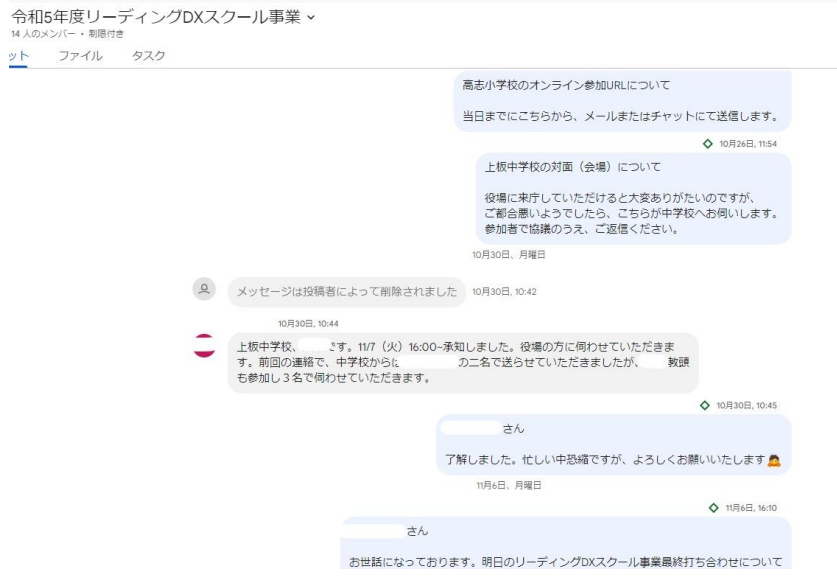 令和5年度リーディングDXスクール事業
14 人のメンバー・制限付き
ット ファイル タスク
高志小学校のオンライン参加URLについて
当日までにこちらから、メールまたはチャットにて送信します。
10月26日, 11:54
上板中学校の対面（会場）について
役場に来庁していただけると大変ありがたいのですが、
ご都合悪いようでしたら、こちらが中学校へお伺いします。
参加者で協議のうえ、ご返信ください。
10月30日、月曜日
メッセージは投稿者によって削除されました 10月30日, 10:42
10月30日, 10:44
上板中学校、 です。11/7（火）16:00~承知しました。役場の方に伺わせていただきま
す。前回の連絡で、中学校から の二名で送らせていただきましたが、 教頭
も参加し３名で伺わせていただきます。
10月30日, 10:45
さん
了解しました。忙しい中恐縮ですが、よろしくお願いいたします🙇
11月6日、月曜日
11月6日, 16:10
さん
お世話になっております。明日のリーディングDXスクール事業最終打ち合わせについて